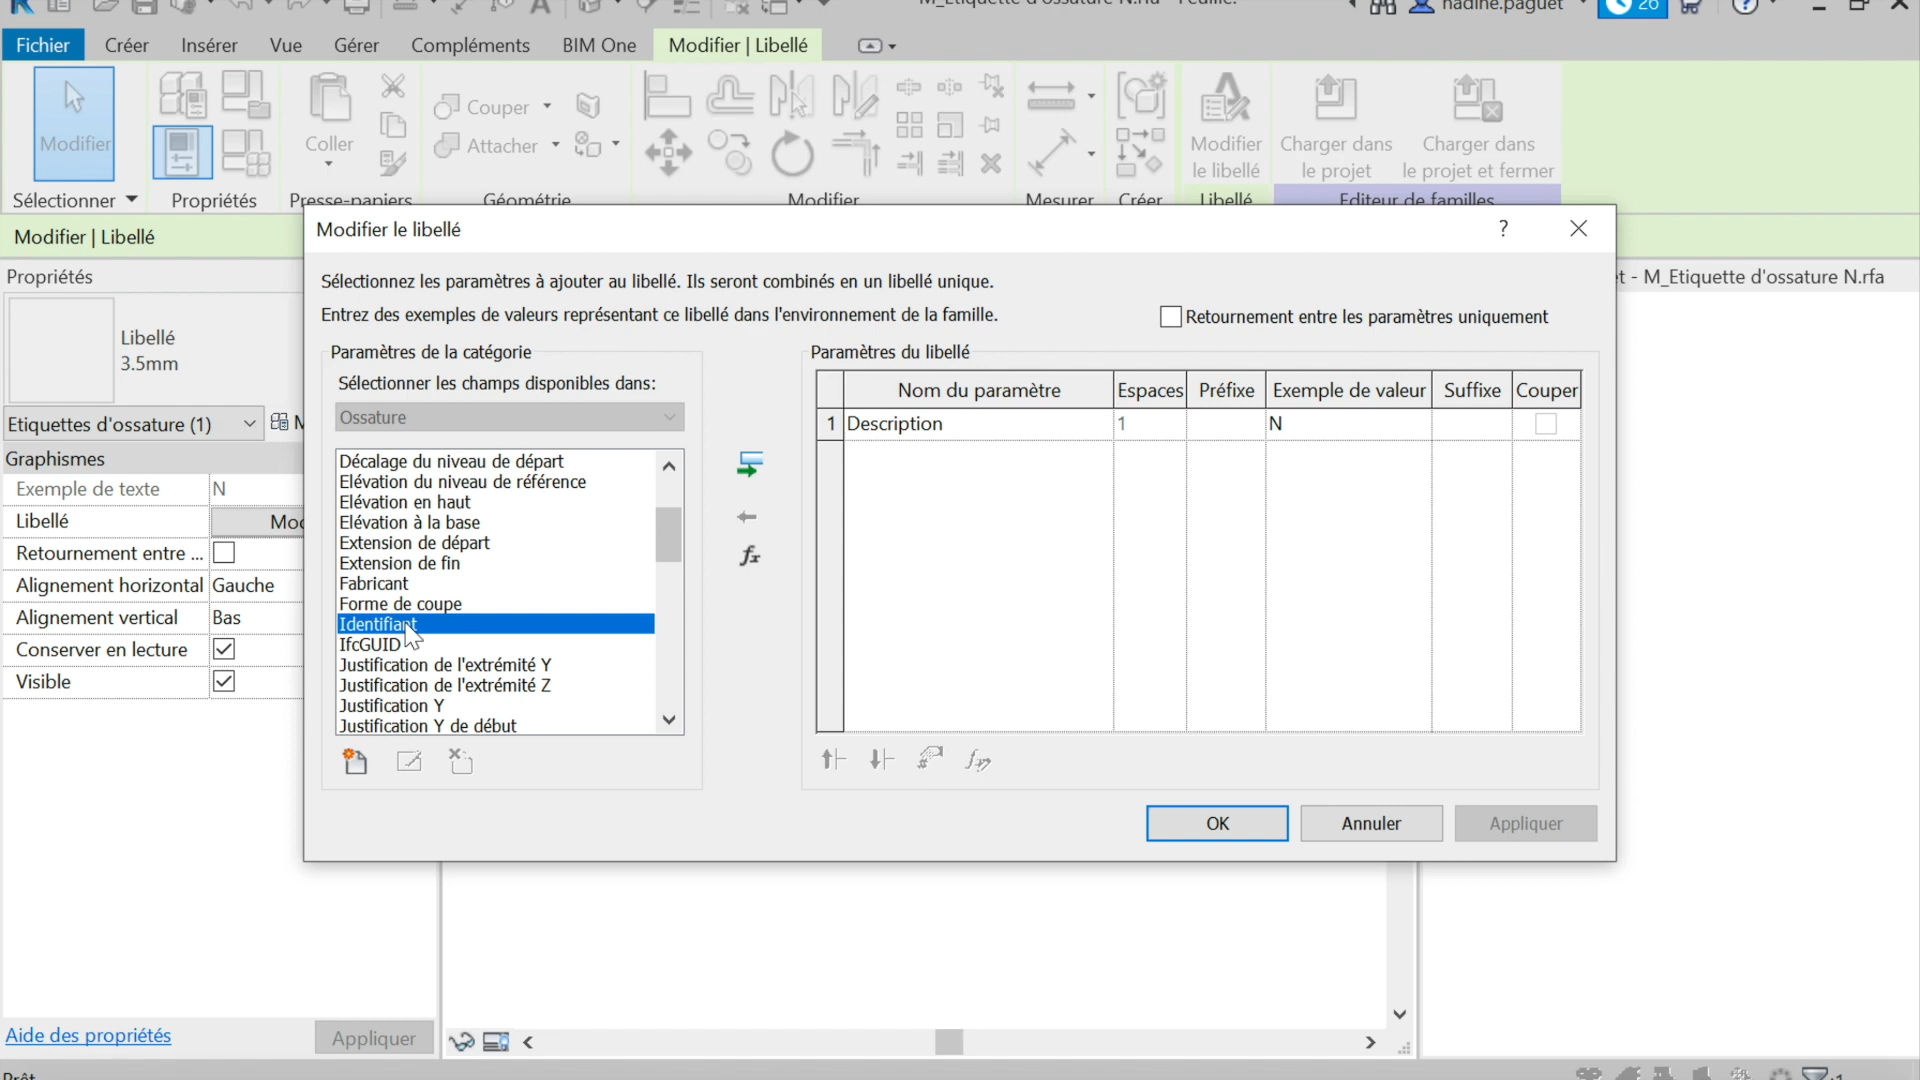 nadine.paguet
26
Fichier Créer Insérer Vue Gérer Compléments BIM One Modifier | Libellé
Modifier
Coller
Couper
Attacher
Modifier
le libellé
Charger dans
le projet
Charger dans
le projet et fermer
Sélectionner Propriétés Presse-papiers Géométrie Modifier Mesurer Créer Libellé Editeur de familles
Modifier | Libellé
Propriétés
Libellé
3.5mm
Etiquettes d'ossature (1)
Graphismes
Exemple de texte N
Libellé
Retournement entre ...
Alignement horizontal Gauche
Alignement vertical Bas
Conserver en lecture
Visible
Aide des propriétés
Appliquer
- M_Etiquette d'ossature N.rfa
Modifier le libellé
?
Sélectionnez les paramètres à ajouter au libellé. Ils seront combinés en un libellé unique.
Entrez des exemples de valeurs représentant ce libellé dans l'environnement de la famille.
Retournement entre les paramètres uniquement
Paramètres de la catégorie
Sélectionner les champs disponibles dans:
Ossature
Décalage du niveau de départ
Elévation du niveau de référence
Elévation en haut
Elévation à la base
Extension de départ
Extension de fin
Fabricant
Forme de coupe
Identifiant
IfcGUID
Justification de l'extrémité Y
Justification de l'extrémité Z
Justification Y
Justification Y de début
fx
Paramètres du libellé
Nom du paramètre Espaces Préfixe Exemple de valeur Suffixe Couper
1 Description 1 N
OK
Annuler
Appliquer